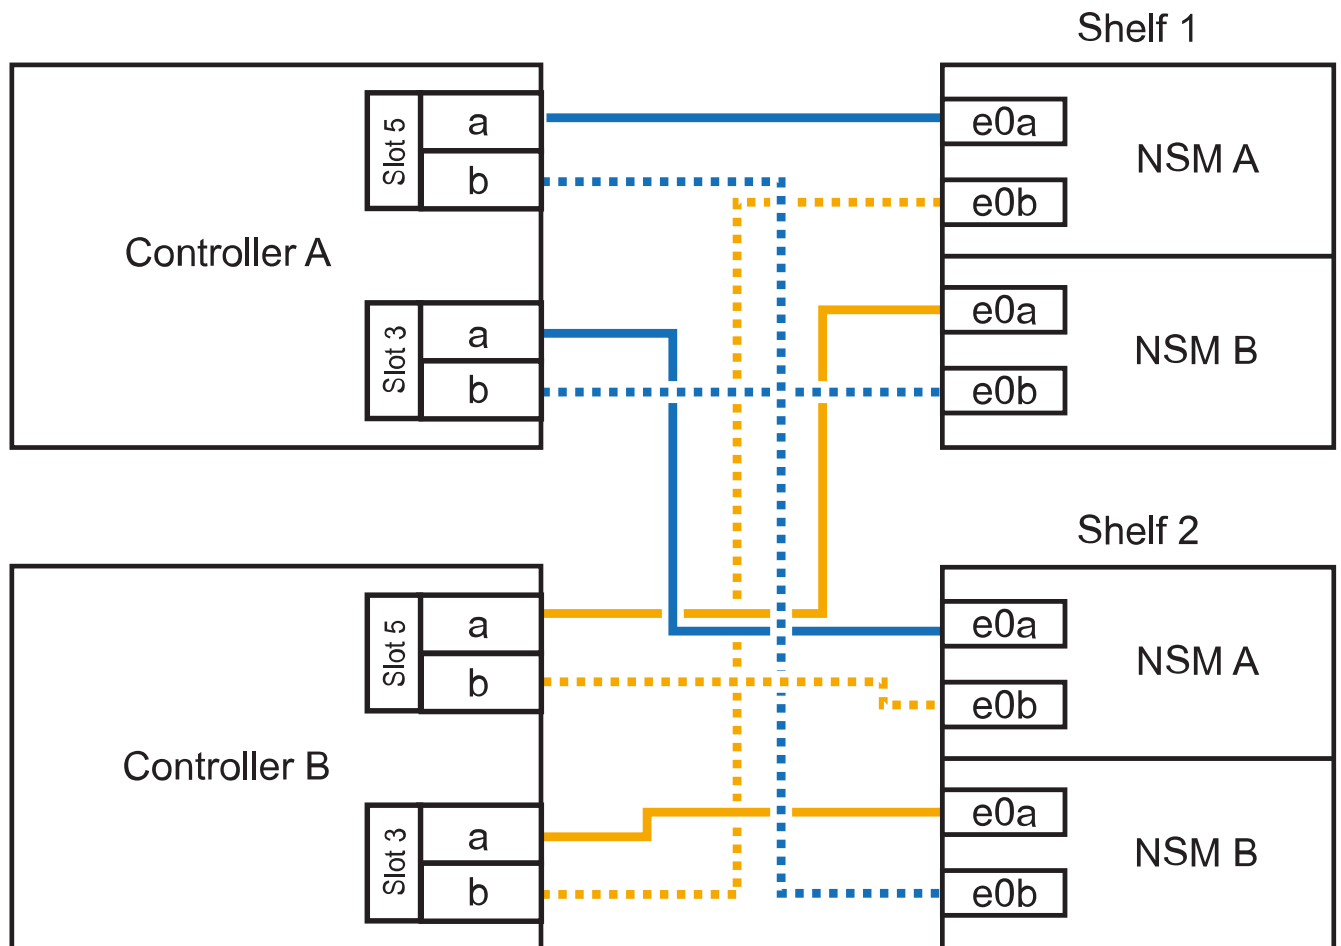 Shelf 1
Slot 5
a
b
Controller A
Slot 3
a
b
e0a
e0b
NSM A
e0a
e0b
NSM B
Shelf 2
Slot 5
a
b
Controller B
Slot 3
a
b
e0a
e0b
NSM A
e0a
e0b
NSM B